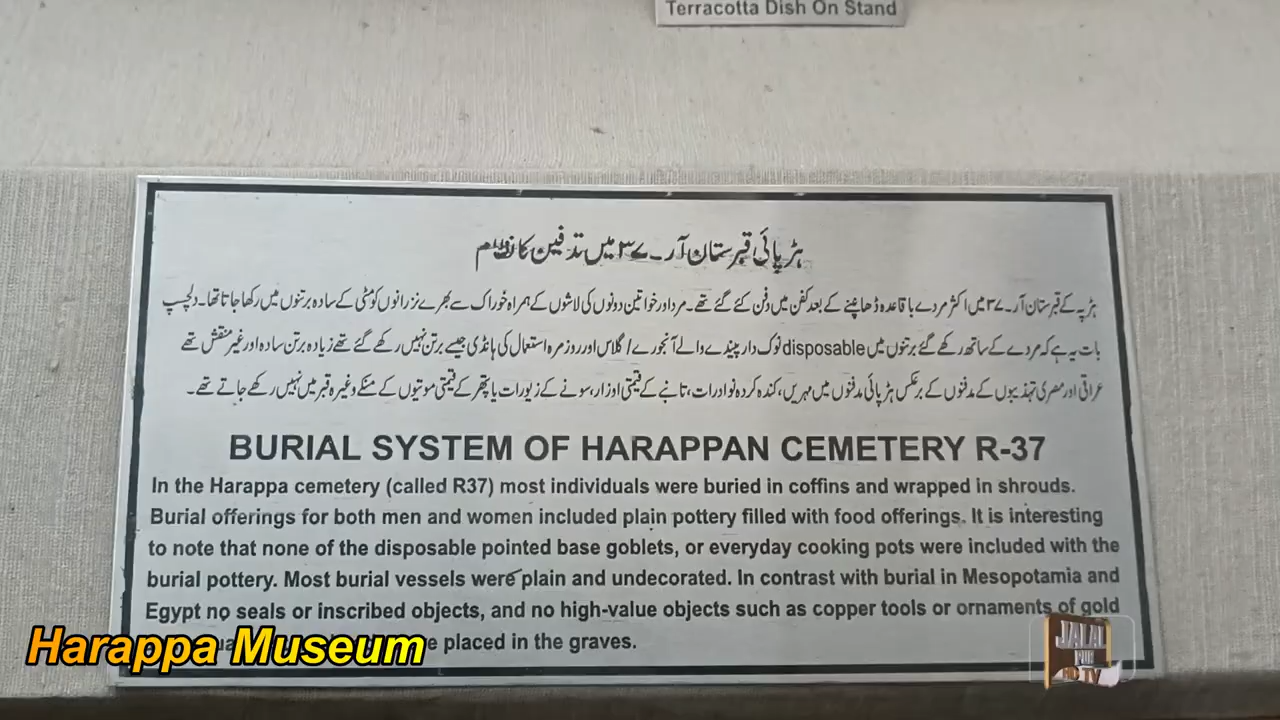 Terracotta Dish On Stand
ہڑپائی قبرستان آر۔۳۷ میں تدفین کا نظام
ہڑپہ کے قبرستان آر۔۳۷ میں اکثر مردے باقاعدہ ڈھانپنے کے بعد کفن میں دفن کئے گئے تھے۔ مرد اور خواتین دونوں کی لاشوں کے ہمراہ خوراک سے بھرے نزرانوں کو مٹی کے سادہ برتنوں میں رکھا جاتا تھا۔ دلچسپ
بات یہ ہے کہ مردے کے ساتھ رکھے گئے برتنوں میں disposable نوک دار پیندے والے آنجورے / گلاس اور روز مرہ استعمال کی ہانڈی جیسے برتن نہیں رکھے گئے تھے زیادہ برتن سادہ اور غیر منقش تھے
عراقی اور مصری تہذیبوں کے مدفنوں کے برعکس ہڑپائی مدفنوں میں مہریں، کندہ کردہ نوادرات، تانبے کے قیمتی اوزار، سونے کے زیورات یا پتھر کے قیمتی موتیوں کے منکے وغیرہ قبر میں نہیں رکھے جاتے تھے۔
BURIAL SYSTEM OF HARAPPAN CEMETERY R-37
In the Harappa cemetery (called R37) most individuals were buried in coffins and wrapped in shrouds.
Burial offerings for both men and women included plain pottery filled with food offerings. It is interesting
to note that none of the disposable pointed base goblets, or everyday cooking pots were included with the
burial pottery. Most burial vessels were plain and undecorated. In contrast with burial in Mesopotamia and
Egypt no seals or inscribed objects, and no high-value objects such as copper tools or ornaments of gold
placed in the graves.
Harappa Museum
JALAL
HD TV